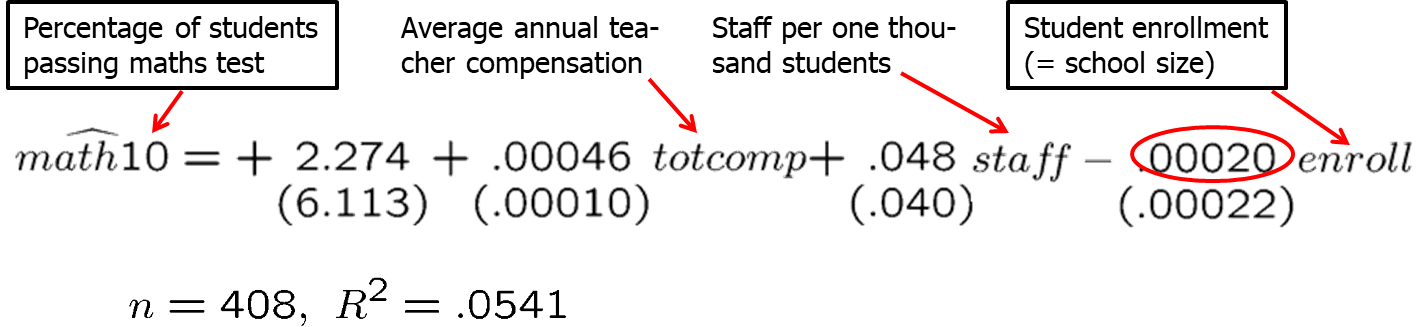 Percentage of students
passing maths test
Average annual tea-
cher compensation
Staff per one thou-
sand students
Student enrollment
(= school size)
math10 = + 2.274 + .00046 totcomp+ .048 staff − .00020 enroll
(6.113) (.00010) (.040) (.00022)
n = 408, R² = .0541